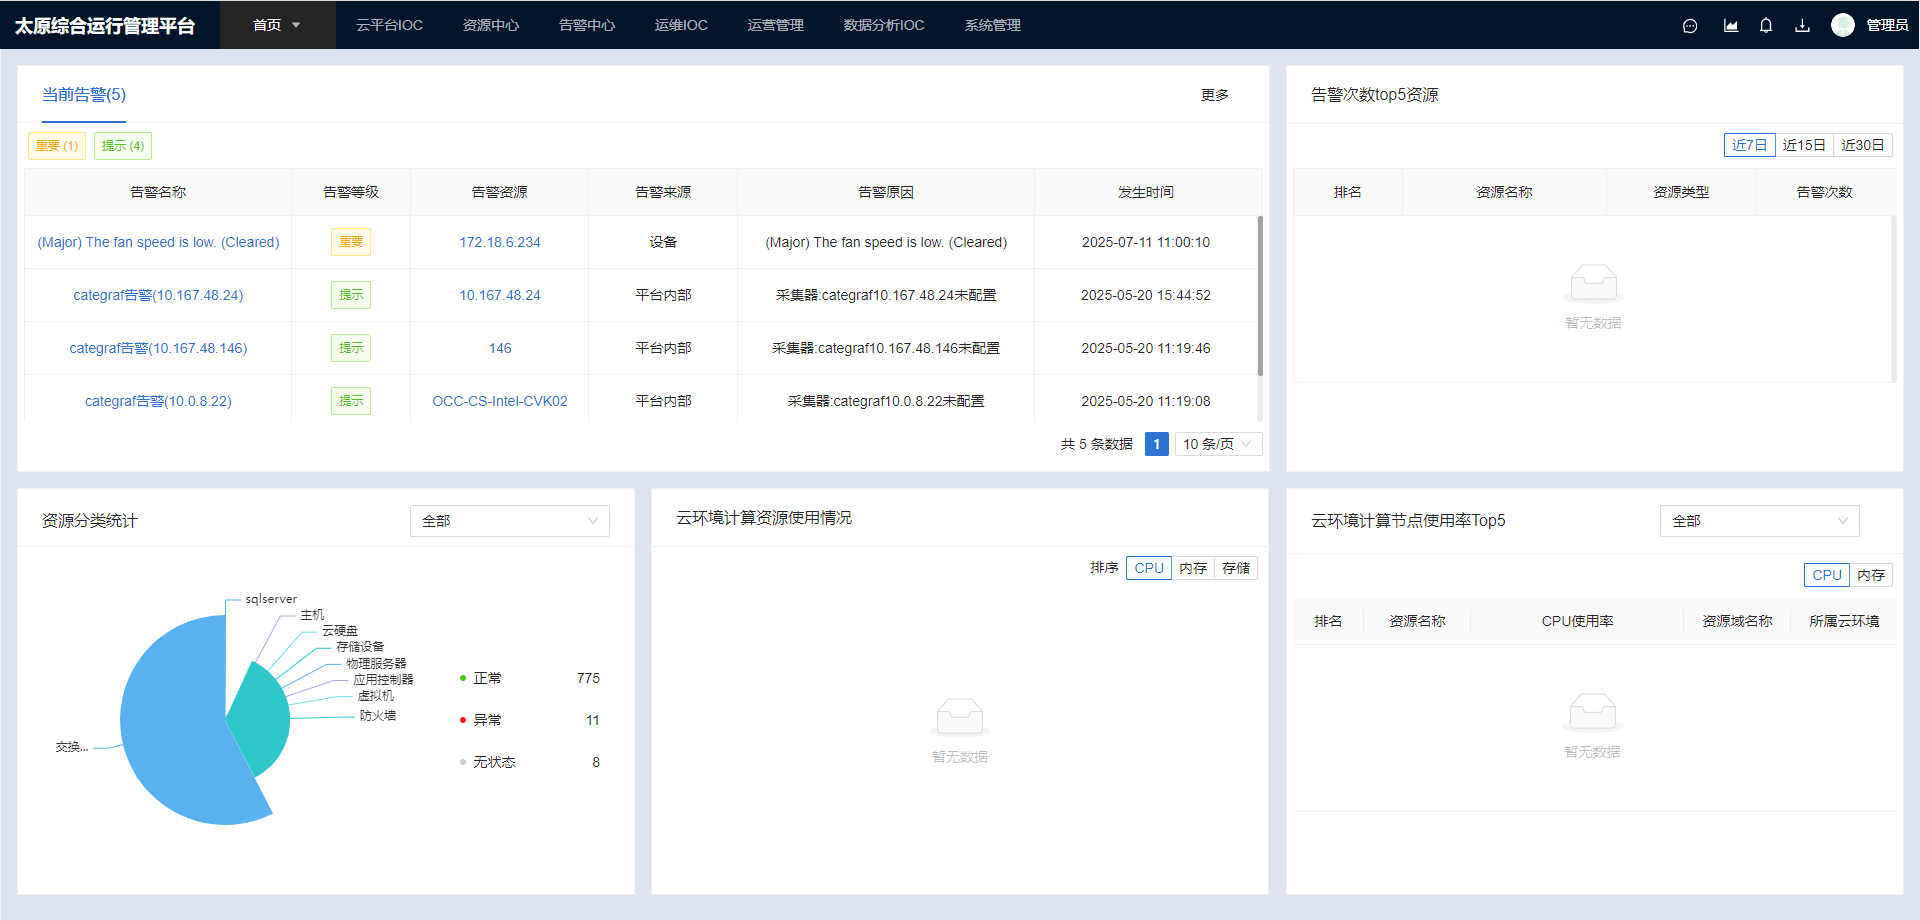 太原综合运行管理平台 首页 云平台IOC 资源中心 告警中心 运维IOC 运营管理 数据分析IOC 系统管理 管理员
当前告警(5) 更多
重要 (1) 提示 (4)
告警名称 告警等级 告警资源 告警来源 告警原因 发生时间
(Major) The fan speed is low. (Cleared) 重要 172.18.6.234 设备 (Major) The fan speed is low. (Cleared) 2025-07-11 11:00:10
categraf告警(10.167.48.24) 提示 10.167.48.24 平台内部 采集器:categraf10.167.48.24未配置 2025-05-20 15:44:52
categraf告警(10.167.48.146) 提示 146 平台内部 采集器:categraf10.167.48.146未配置 2025-05-20 11:19:46
categraf告警(10.0.8.22) 提示 OCC-CS-Intel-CVK02 平台内部 采集器:categraf10.0.8.22未配置 2025-05-20 11:19:08
共 5 条数据 1 10 条/页
告警次数top5资源
近7日 近15日 近30日
排名 资源名称 资源类型 告警次数
暂无数据
资源分类统计 全部
sqlserver
主机
云硬盘
存储设备
物理服务器
应用控制器
虚拟机
防火墙
交换...
正常 775
异常 11
无状态 8
云环境计算资源使用情况
排序 CPU 内存 存储
暂无数据
云环境计算节点使用率Top5 全部
CPU 内存
排名 资源名称 CPU使用率 资源域名称 所属云环境
暂无数据